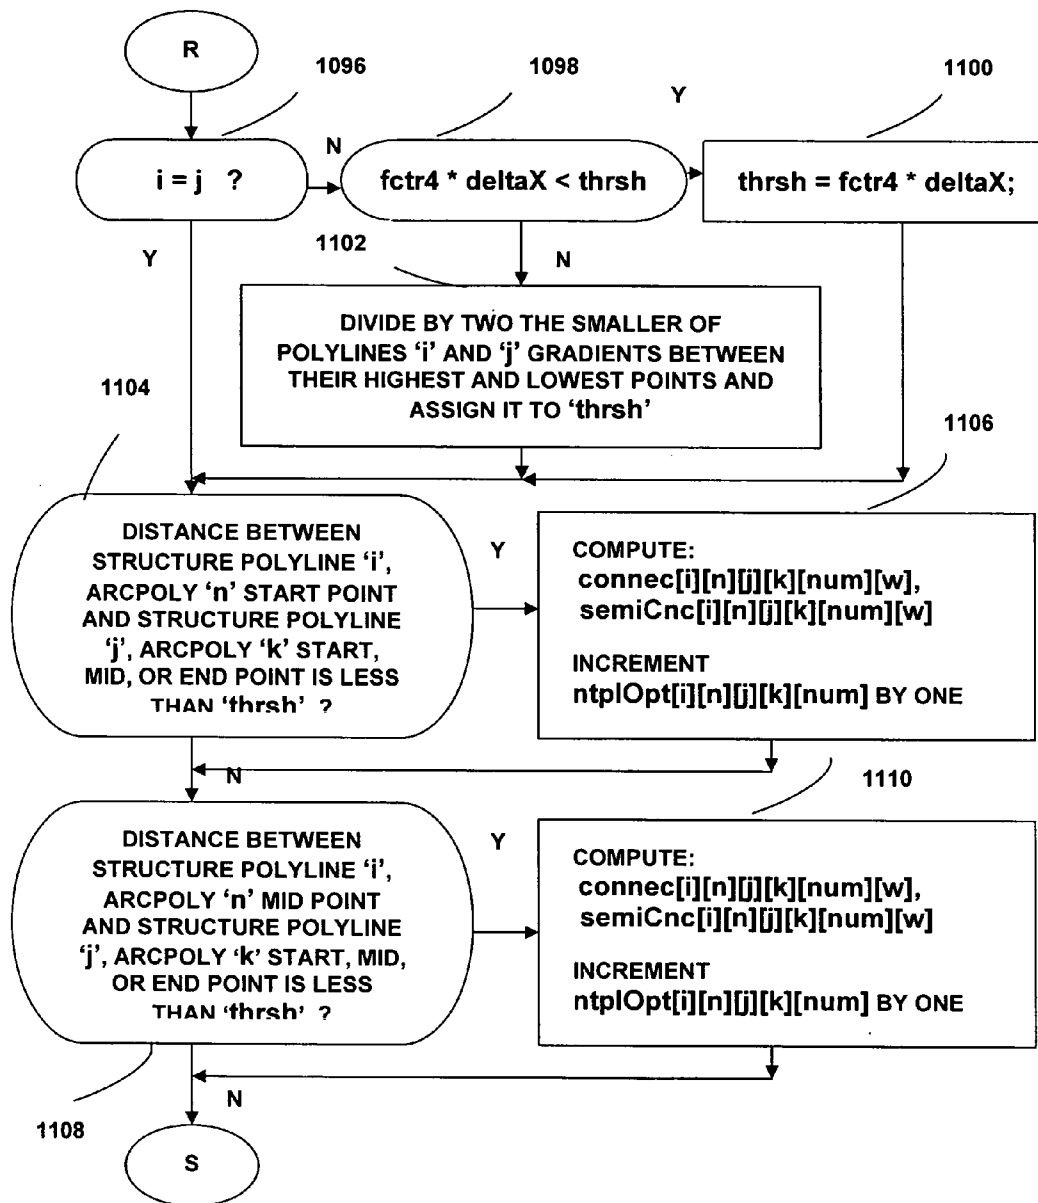 R
1096
1098
1100
Y
N
i = j ?
fctr4 * deltaX < thrsh
thrsh = fctr4 * deltaX;
1102
Y
N
DIVIDE BY TWO THE SMALLER OF
POLYLINES ‘i’ AND ‘j’ GRADIENTS BETWEEN
THEIR HIGHEST AND LOWEST POINTS AND
ASSIGN IT TO ‘thrsh’
1104
1106
DISTANCE BETWEEN
STRUCTURE POLYLINE ‘i’,
ARCPOLY ‘n’ START POINT
AND STRUCTURE POLYLINE
‘j’, ARCPOLY ‘k’ START,
MID, OR END POINT IS LESS
THAN ‘thrsh’ ?
Y
COMPUTE:
connec[i][n][j][k][num][w],
semiCnc[i][n][j][k][num][w]
INCREMENT
ntplOpt[i][n][j][k][num] BY ONE
N
1110
DISTANCE BETWEEN
STRUCTURE POLYLINE ‘i’,
ARCPOLY ‘n’ MID POINT
AND STRUCTURE POLYLINE
‘j’, ARCPOLY ‘k’ START, MID,
OR END POINT IS LESS
THAN ‘thrsh’ ?
Y
COMPUTE:
connec[i][n][j][k][num][w],
semiCnc[i][n][j][k][num][w]
INCREMENT
ntplOpt[i][n][j][k][num] BY ONE
N
1108
S